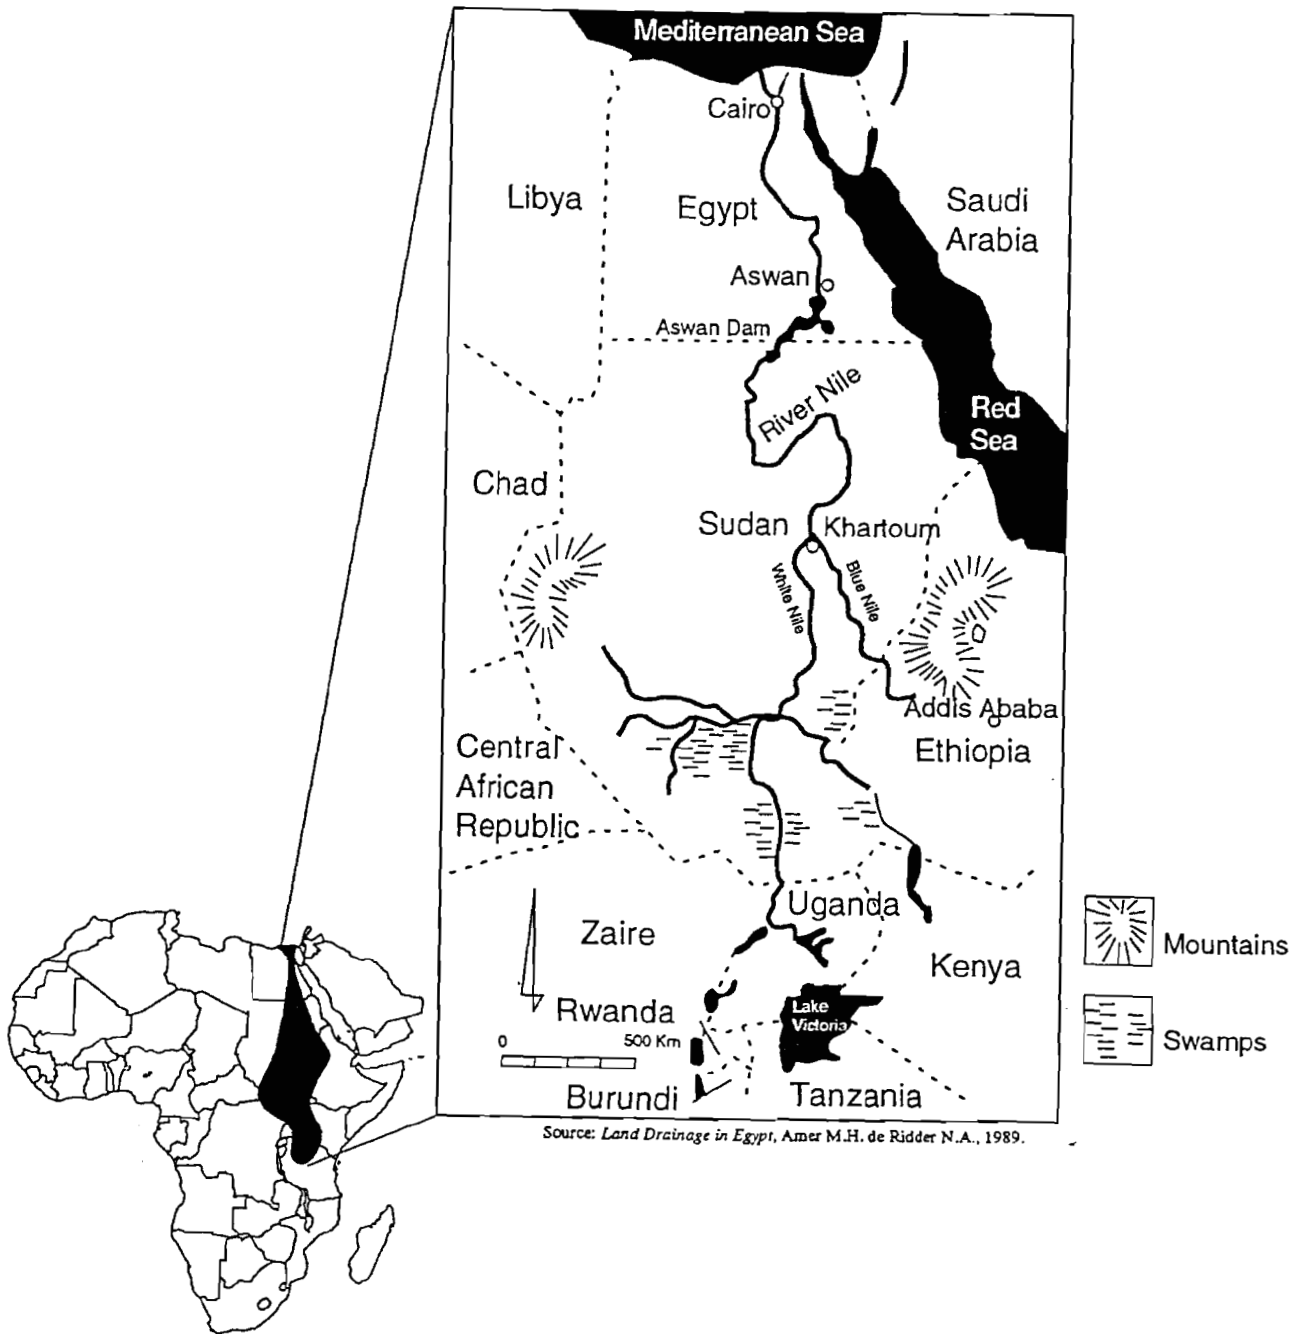 Mediterranean Sea
Cairo
Libya
Egypt
Saudi
Arabia
Aswan
Aswan Dam
River Nile
Red
Sea
Chad
Sudan
Khartoum
White Nile
Blue Nile
Addis Ababa
Ethiopia
Central
African
Republic
Uganda
Zaire
Kenya
Mountains
Rwanda
Lake
Victoria
0 500 Km
Swamps
Burundi
Tanzania
Source: Land Drainage in Egypt, Amer M.H. de Ridder N.A., 1989.